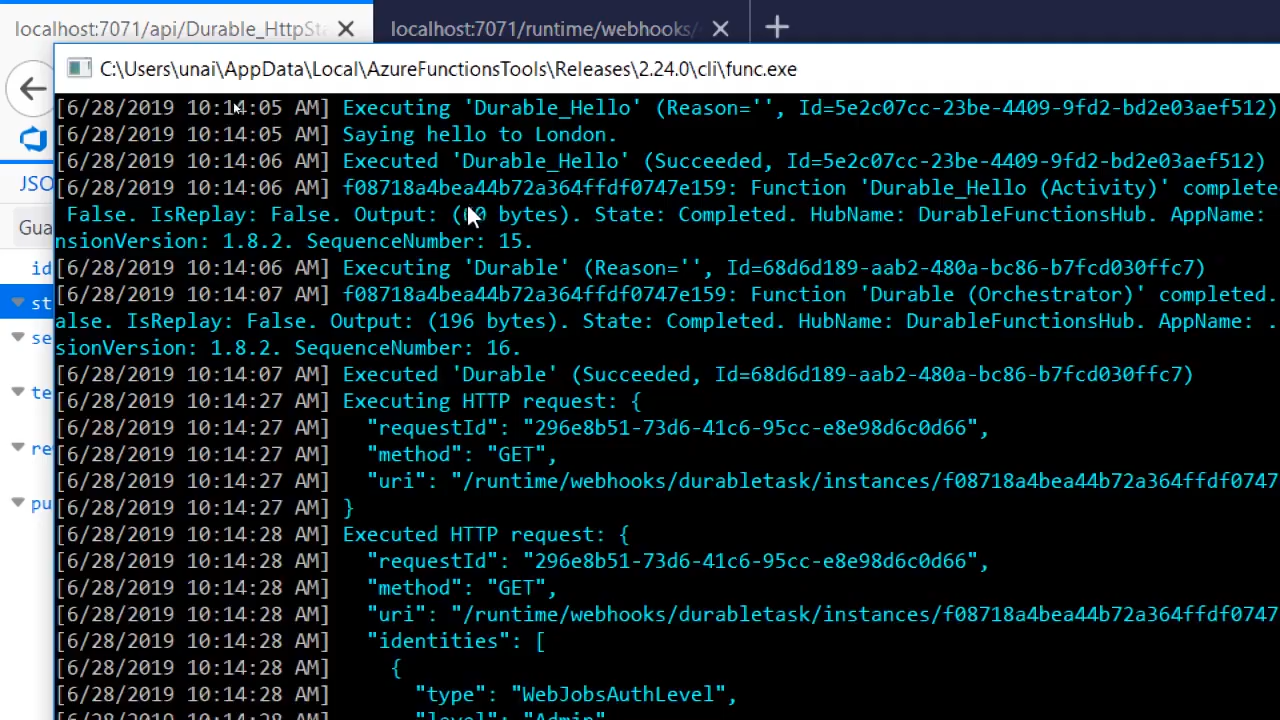 localhost:7071/api/Durable_HttpSta
localhost:7071/runtime/webhooks/
C:\Users\unai\AppData\Local\AzureFunctionsTools\Releases\2.24.0\cli\func.exe
[6/28/2019 10:14:05 AM] Executing 'Durable_Hello' (Reason='', Id=5e2c07cc-23be-4409-9fd2-bd2e03aef512)
[6/28/2019 10:14:05 AM] Saying hello to London.
[6/28/2019 10:14:06 AM] Executed 'Durable_Hello' (Succeeded, Id=5e2c07cc-23be-4409-9fd2-bd2e03aef512)
[6/28/2019 10:14:06 AM] f08718a4bea44b72a364ffdf0747e159: Function 'Durable_Hello (Activity)' complete
False. IsReplay: False. Output: ( bytes). State: Completed. HubName: DurableFunctionsHub. AppName:
nsionVersion: 1.8.2. SequenceNumber: 15.
[6/28/2019 10:14:06 AM] Executing 'Durable' (Reason='', Id=68d6d189-aab2-480a-bc86-b7fcd030ffc7)
[6/28/2019 10:14:07 AM] f08718a4bea44b72a364ffdf0747e159: Function 'Durable (Orchestrator)' completed.
alse. IsReplay: False. Output: (196 bytes). State: Completed. HubName: DurableFunctionsHub. AppName: .
sionVersion: 1.8.2. SequenceNumber: 16.
[6/28/2019 10:14:07 AM] Executed 'Durable' (Succeeded, Id=68d6d189-aab2-480a-bc86-b7fcd030ffc7)
[6/28/2019 10:14:27 AM] Executing HTTP request: {
[6/28/2019 10:14:27 AM] "requestId": "296e8b51-73d6-41c6-95cc-e8e98d6c0d66",
[6/28/2019 10:14:27 AM] "method": "GET",
[6/28/2019 10:14:27 AM] "uri": "/runtime/webhooks/durabletask/instances/f08718a4bea44b72a364ffdf0747
[6/28/2019 10:14:27 AM] }
[6/28/2019 10:14:28 AM] Executed HTTP request: {
[6/28/2019 10:14:28 AM] "requestId": "296e8b51-73d6-41c6-95cc-e8e98d6c0d66",
[6/28/2019 10:14:28 AM] "method": "GET",
[6/28/2019 10:14:28 AM] "uri": "/runtime/webhooks/durabletask/instances/f08718a4bea44b72a364ffdf0747
[6/28/2019 10:14:28 AM] "identities": [
[6/28/2019 10:14:28 AM] {
[6/28/2019 10:14:28 AM] "type": "WebJobsAuthLevel",
"level": "Admin"
JSO
Gua
id
st
se
te
re
pu